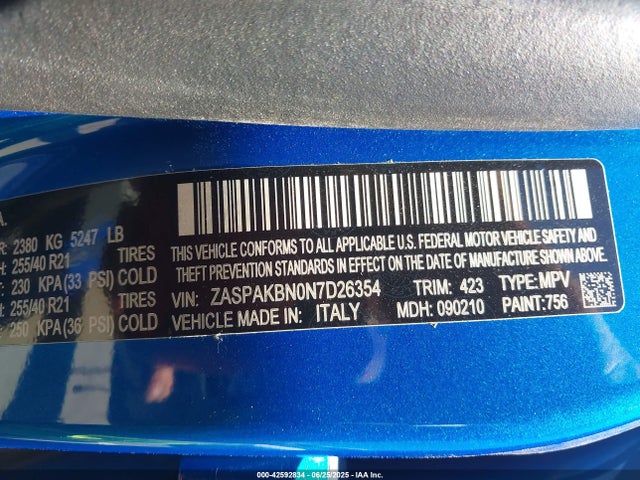 R: 2380 KG 5247 LB
H: 255/40 R21 TIRES
T: 230 KPA (33 PSI) COLD
H: 255/40 R21 TIRES
E: 250 KPA (36 PSI) COLD
THIS VEHICLE CONFORMS TO ALL APPLICABLE U.S. FEDERAL MOTOR VEHICLE SAFETY AND
THEFT PREVENTION STANDARDS IN EFFECT ON THE DATE OF MANUFACTURE SHOWN ABOVE.
VIN: ZASPAKBN0N7D26354 TRIM: 423 TYPE: MPV
VEHICLE MADE IN: ITALY MDH: 090210 PAINT:756
000-42592834 | 06/25/2025 | IAA Inc.